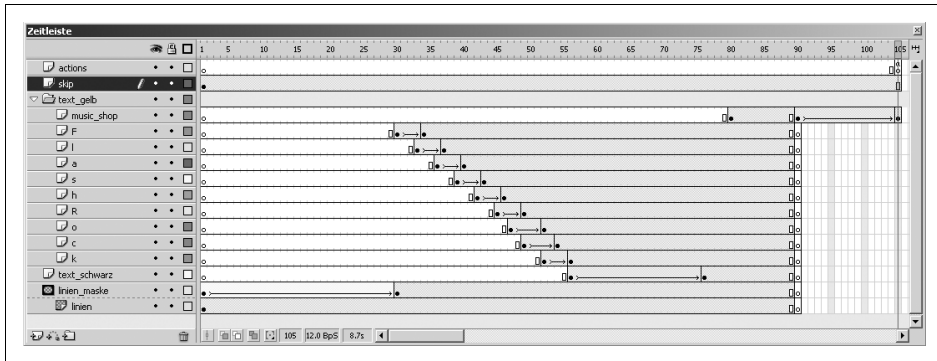 Zeitleiste
1 5 10 15 20 25 30 35 40 45 50 55 60 65 70 75 80 85 90 95 100 105
actions
skip
text_gelb
music_shop
F
l
a
s
h
R
o
c
k
text_schwarz
linien_maske
linien
105 12.0 BpS 8.7s